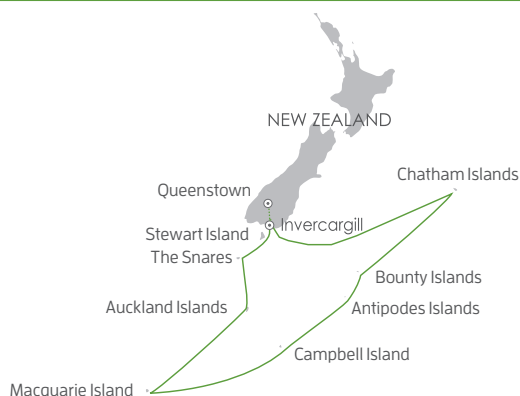 NEW ZEALAND
Chatham Islands
Queenstown
Invercargill
Stewart Island
The Snares
Bounty Islands
Auckland Islands
Antipodes Islands
Campbell Island
Macquarie Island